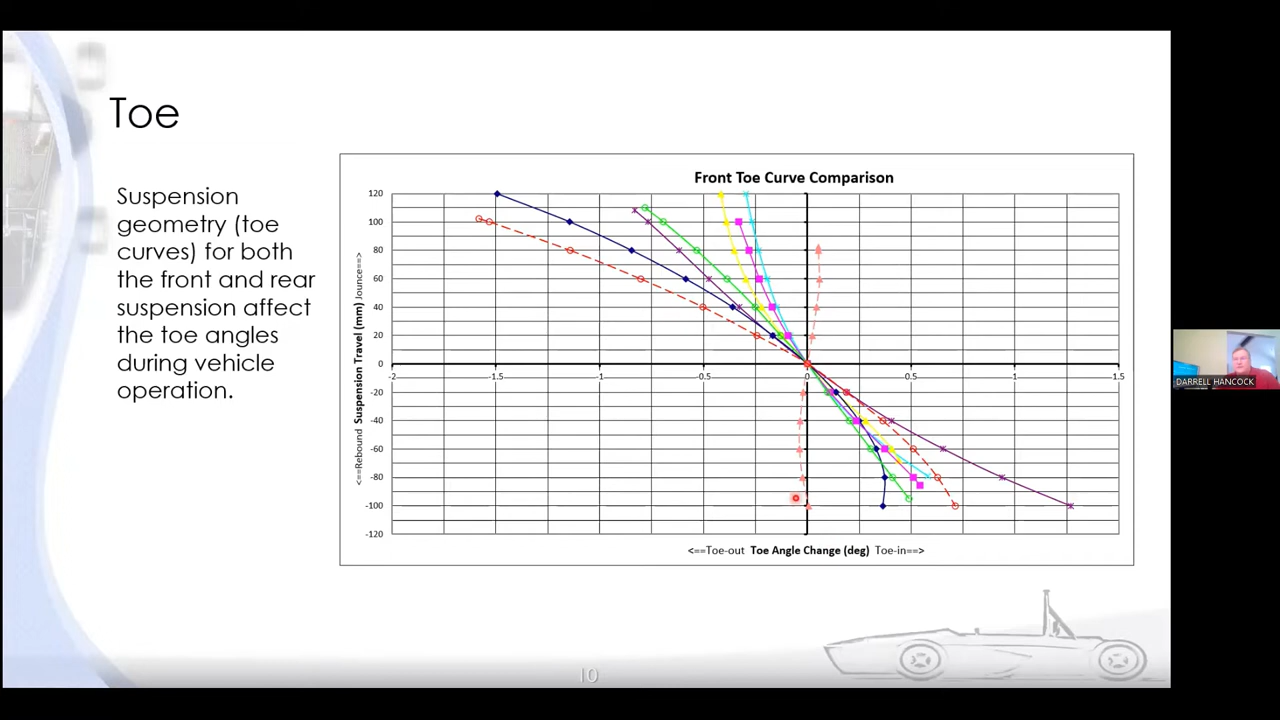 Toe
Suspension
geometry (toe
curves) for both
the front and rear
suspension affect
the toe angles
during vehicle
operation.
Front Toe Curve Comparison
120
100
80
60
40
20
0
-20
-40
-60
-80
-100
-120
<==Rebound Suspension Travel (mm) Jounce==>
-2
-1.5
-1
-0.5
0
0.5
1
1.5
<==Toe-out Toe Angle Change (deg) Toe-in==>
10
DARRELL HANCOCK